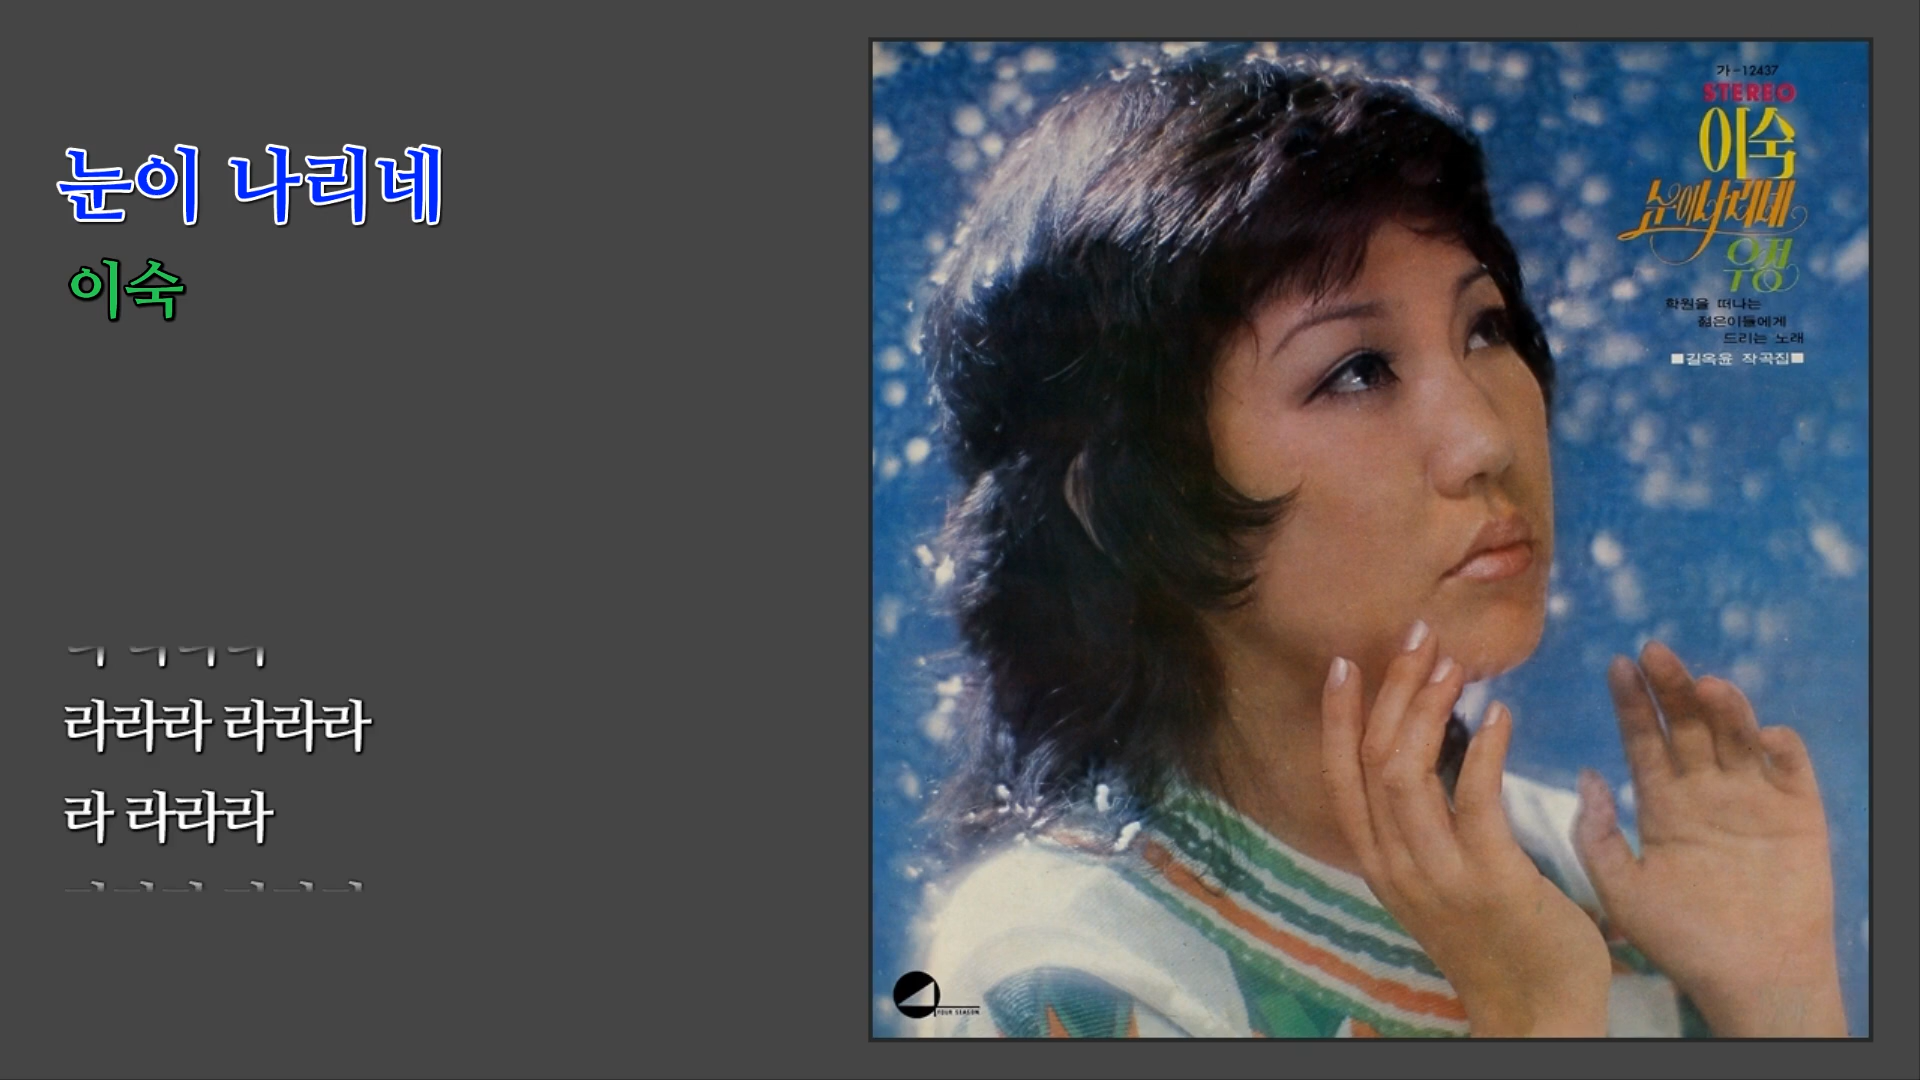 눈이 나리네
이숙
라라라 라라라
라 라라라
가-12437
STEREO
이숙
눈이 나리네
우정
학원을 떠나는
젊은이들에게
드리는 노래
■길옥윤 작곡집■
FOUR SEASON